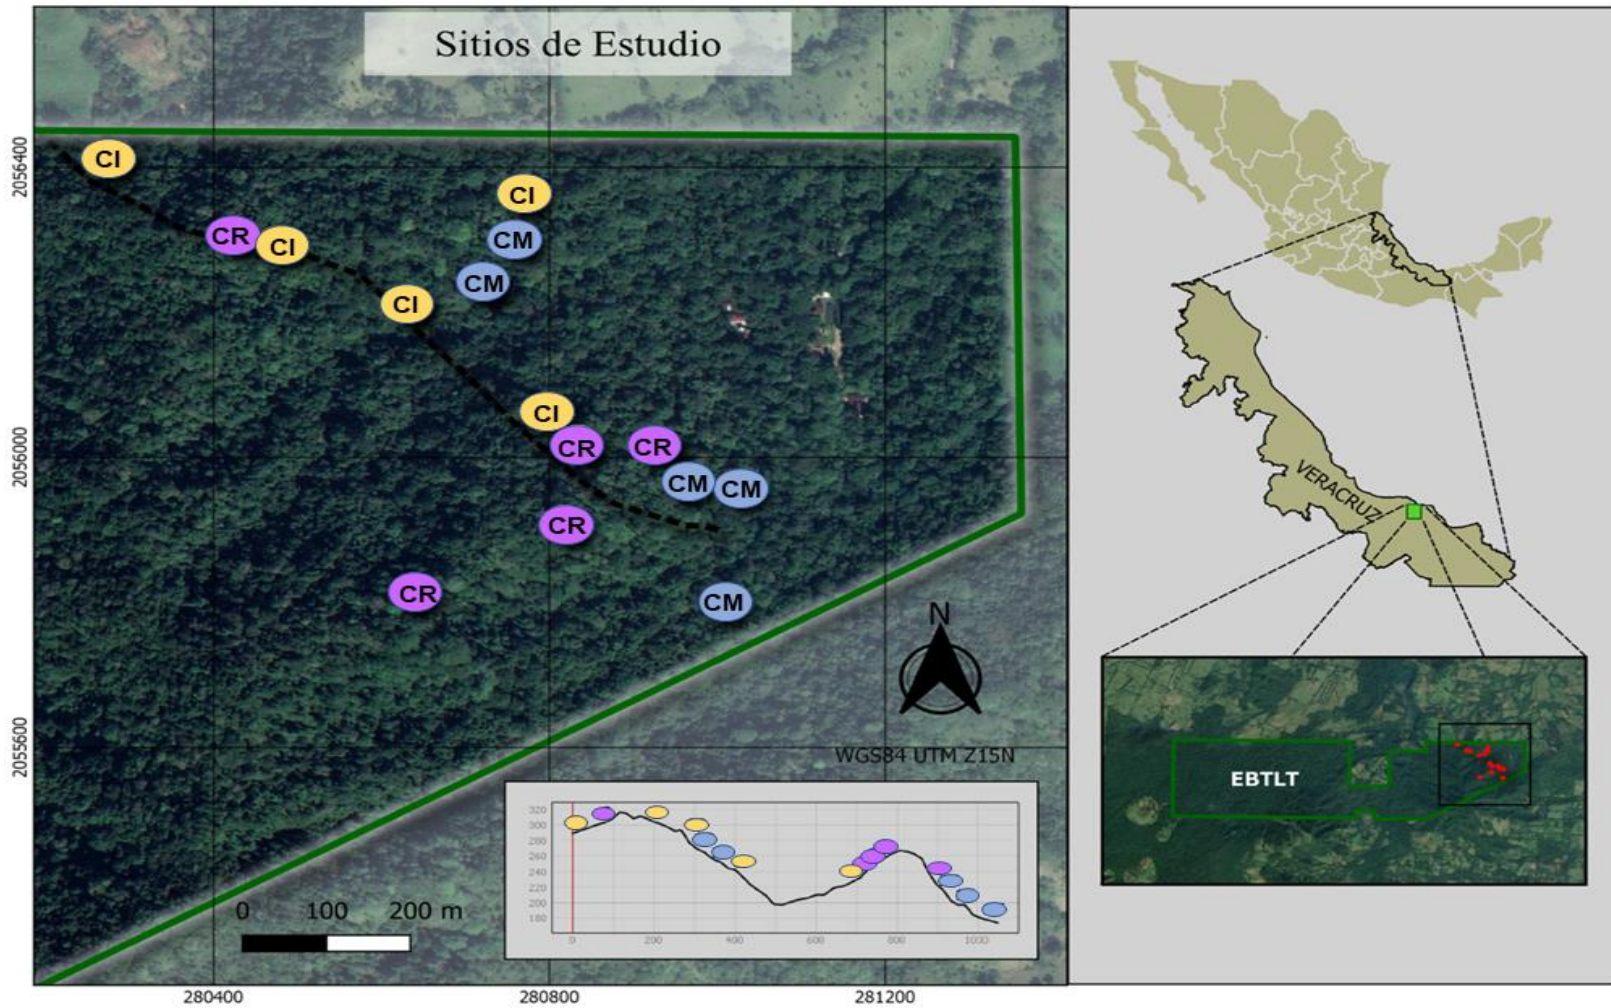 Sitios de Estudio
2056400
2056000
2055600
CI
CI
CR
CI
CM
CM
CI
CI
CR
CR
CM
CM
CR
CR
CM
N
WGS84 UTM Z15N
0 100 200 m
320
300
280
260
240
220
200
180
0 200 400 600 800 1000
280400 280800 281200
VERACRUZ
EBTLT